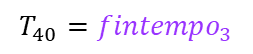 T₄₀ = fintempo₃